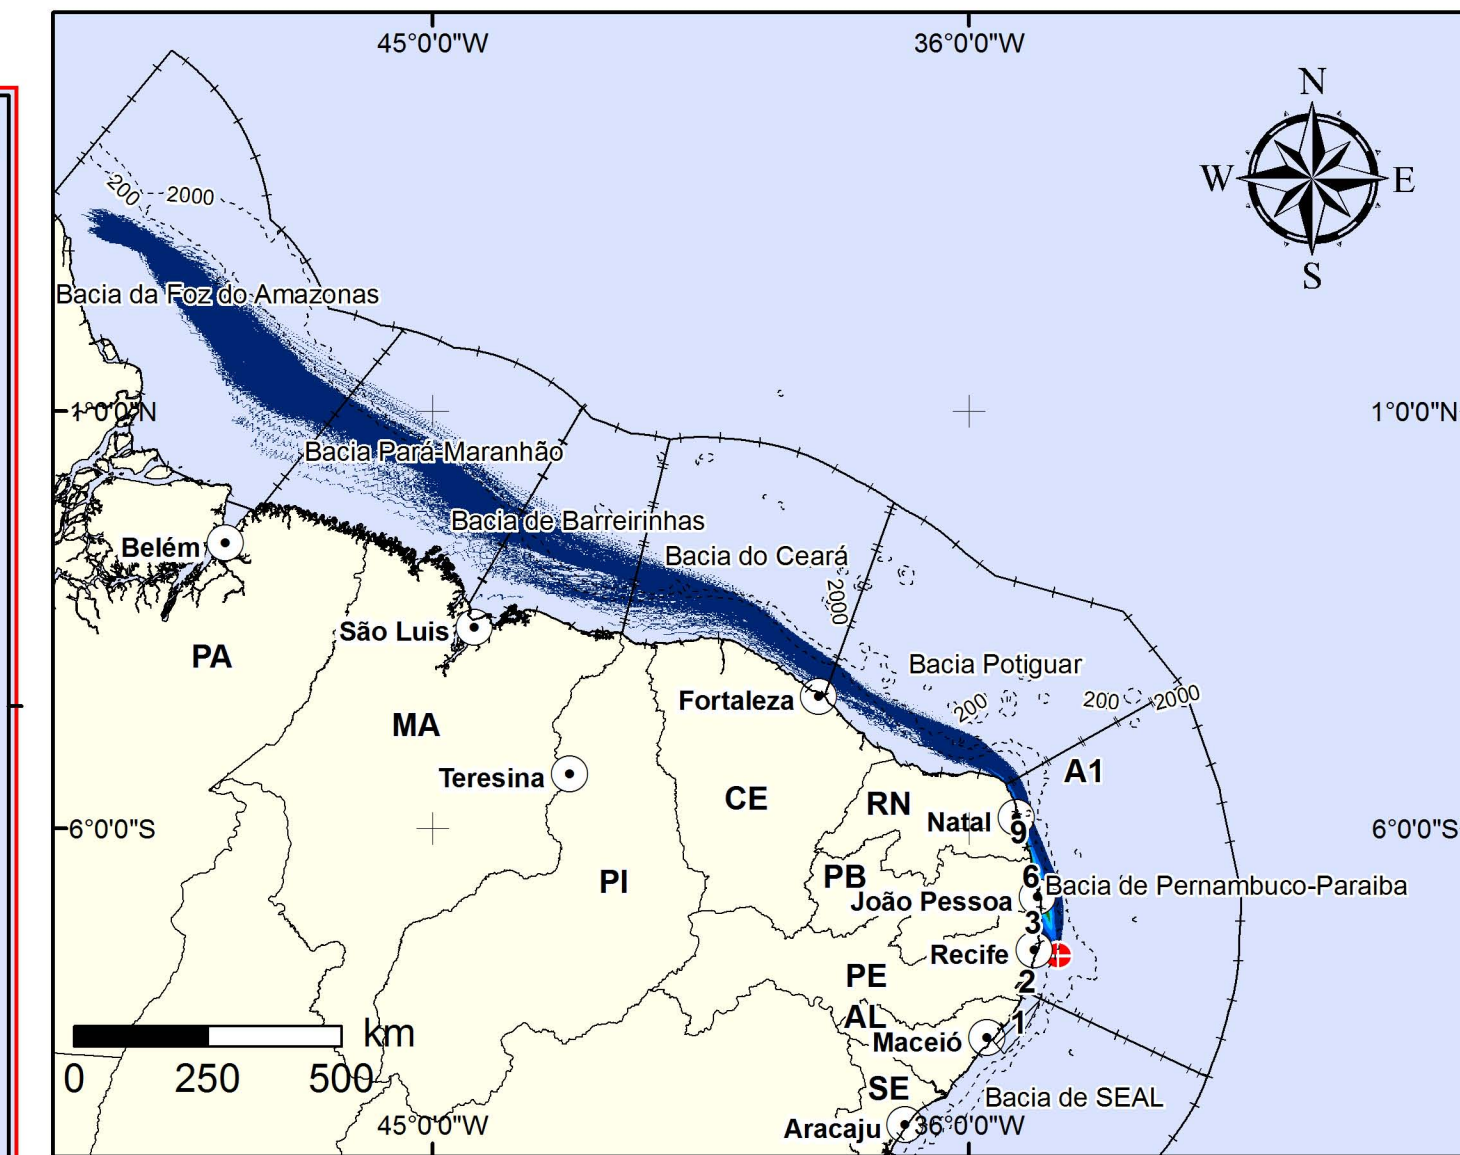 45°0'0"W
36°0'0"W
N
W
E
S
200
2000
Bacia da Foz do Amazonas
1°0'0"N
1°0'0"N
Bacia Pará-Maranhão
Bacia de Barreirinhas
Belém
Bacia do Ceará
2000
São Luis
PA
Bacia Potiguar
Fortaleza
200
200
2000
MA
Teresina
A1
CE
RN
Natal
9
6°0'0"S
6°0'0"S
PI
PB
6
Bacia de Pernambuco-Paraiba
João Pessoa
3
Recife
PE
2
AL
1
Maceió
km
0
250
500
SE
Bacia de SEAL
45°0'0"W
Aracaju
36°0'0"W